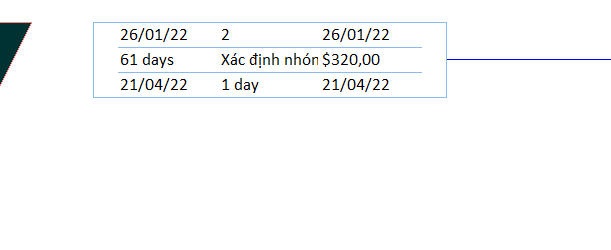 26/01/22 2 26/01/22
61 days Xác định nhón $320,00
21/04/22 1 day 21/04/22